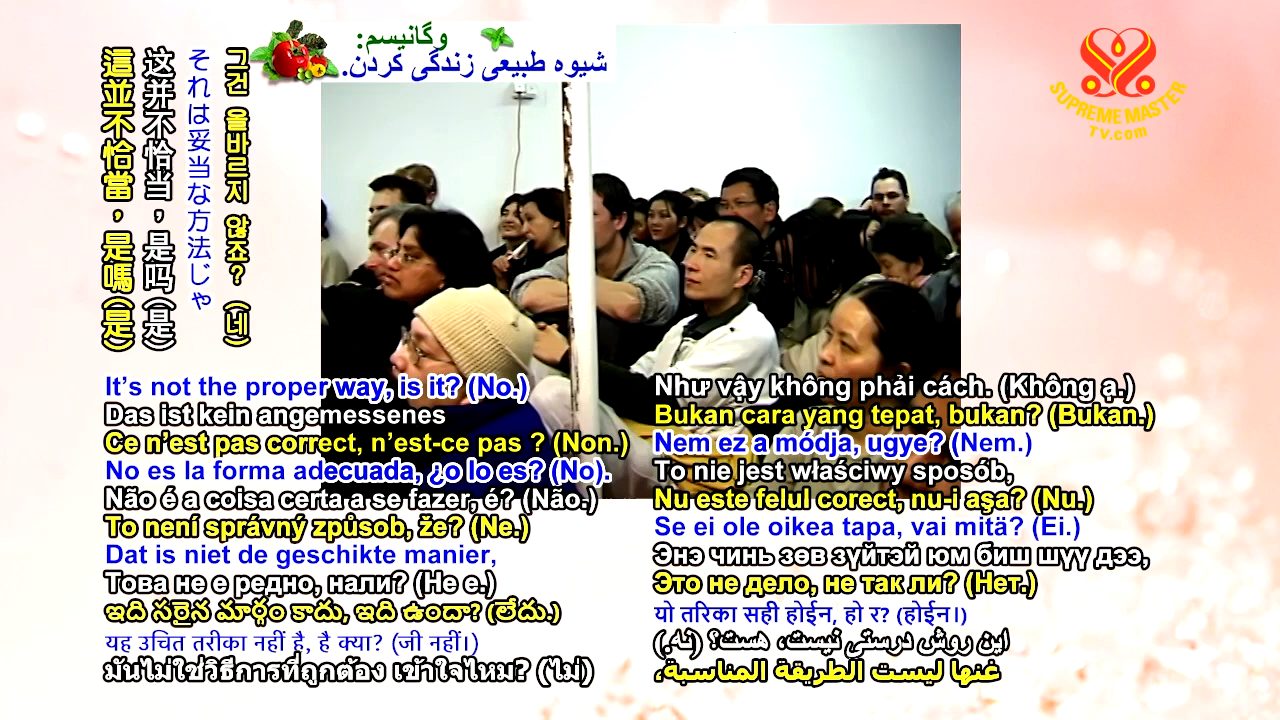 وگانیسم:
شیوه طبیعی زندگی کردن.
SUPREME MASTER
TV.com
그건 올바르지 않죠? (네)
それは妥当な方法じゃ
这并不恰当，是吗(是)
這並不恰當，是嗎(是)
It's not the proper way, is it? (No.)
Das ist kein angemessenes
Ce n'est pas correct, n'est-ce pas ? (Non.)
No es la forma adecuada, ¿o lo es? (No).
Não é a coisa certa a se fazer, é? (Não.)
To není správný způsob, že? (Ne.)
Dat is niet de geschikte manier,
Това не е редно, нали? (Не е.)
ఇది సరైన మార్గం కాదు, ఇది ఉందా? (లేదు.)
यह उचित तरीका नहीं है, है क्या? (जी नहीं।)
มันไม่ใช่วิธีการที่ถูกต้อง เข้าใจไหม? (ไม่)
Như vậy không phải cách. (Không ạ.)
Bukan cara yang tepat, bukan? (Bukan.)
Nem ez a módja, ugye? (Nem.)
To nie jest właściwy sposób,
Nu este felul corect, nu-i aşa? (Nu.)
Se ei ole oikea tapa, vai mitä? (Ei.)
Энэ чинь зөв зүйтэй юм биш шүү дээ,
Это не дело, не так ли? (Нет.)
यो तरिका सही होईन, हो र? (होईन।)
این روش درستی نیست، هست؟ (نه.)
غنها ليست الطريقة المناسبة،